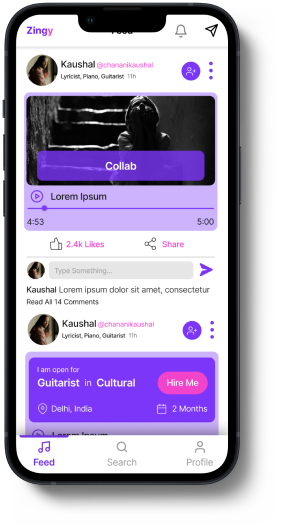 Zingy
Feed
Kaushal @chananikaushal
Lyricist, Piano, Guitarist 11h
Collab
Lorem Ipsum
4:53 5:00
2.4k Likes Share
Type Something...
Kaushal Lorem ipsum dolor sit amet, consectetur
Read All 14 Comments
Kaushal @chananikaushal
Lyricist, Piano, Guitarist 11h
I am open for
Guitarist in Cultural
Hire Me
Delhi, India 2 Months
Lorem Ipsum
Feed Search Profile